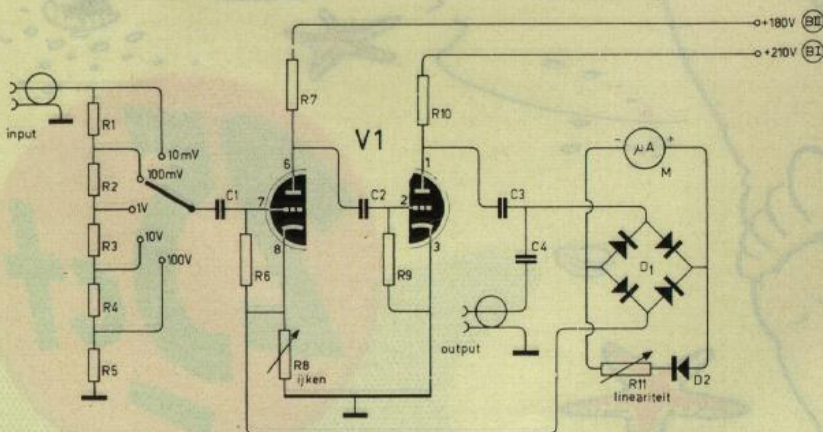 +180V BII
+210V BI
input
R1
10mV
R7
R10
V1
- μA +
M
R2
100mV
6
1
C1
7
C2
2
C3
1V
R3
10V
100V
8
3
C4
D1
R6
R9
R4
R5
R8
ijken
output
R11
D2
lineariteit